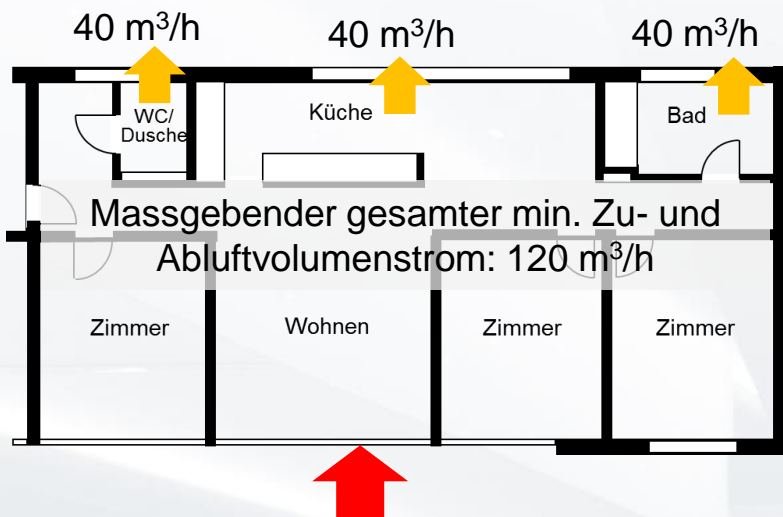 40 m³/h
40 m³/h
40 m³/h
WC/
Dusche
Küche
Bad
Massgebender gesamter min. Zu- und
Abluftvolumenstrom: 120 m³/h
Zimmer
Wohnen
Zimmer
Zimmer